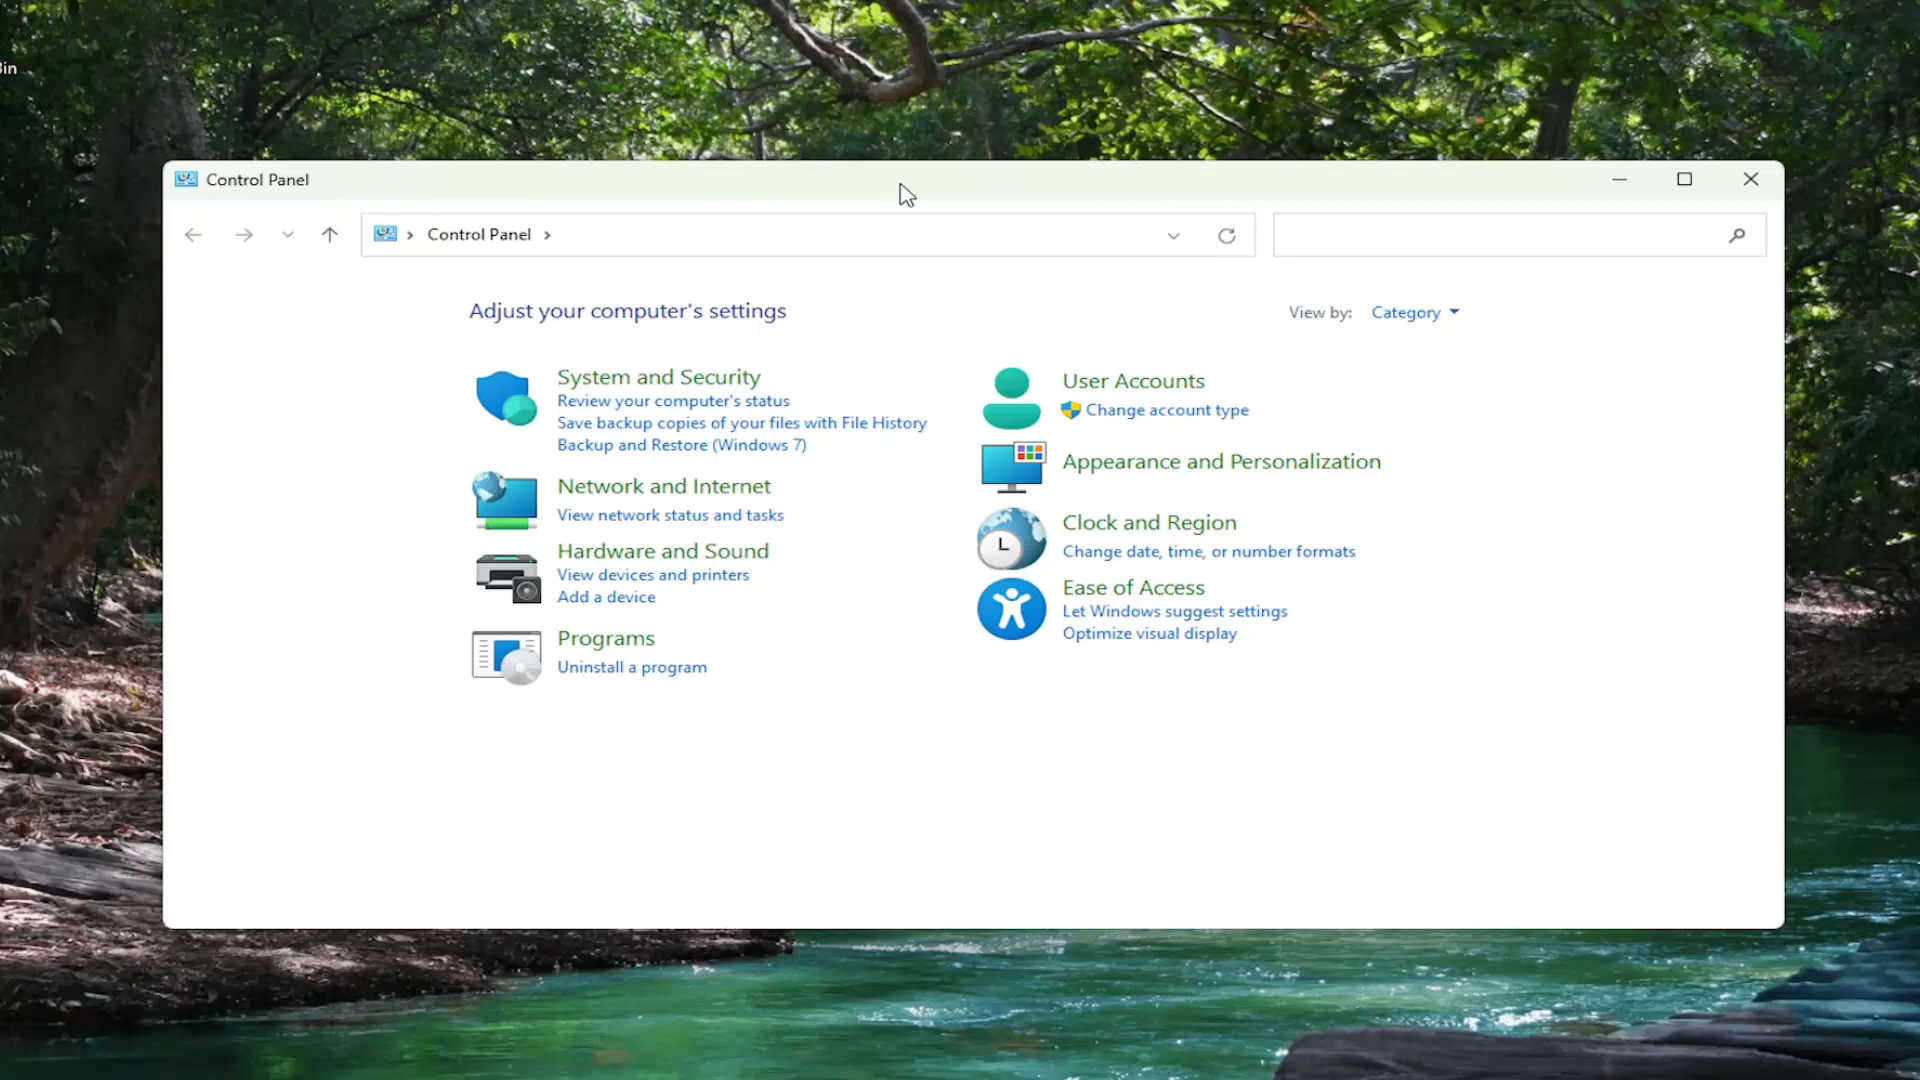 Bin
Control Panel
Control Panel
Adjust your computer's settings
View by: Category
System and Security
Review your computer's status
Save backup copies of your files with File History
Backup and Restore (Windows 7)
Network and Internet
View network status and tasks
Hardware and Sound
View devices and printers
Add a device
Programs
Uninstall a program
User Accounts
Change account type
Appearance and Personalization
Clock and Region
Change date, time, or number formats
Ease of Access
Let Windows suggest settings
Optimize visual display